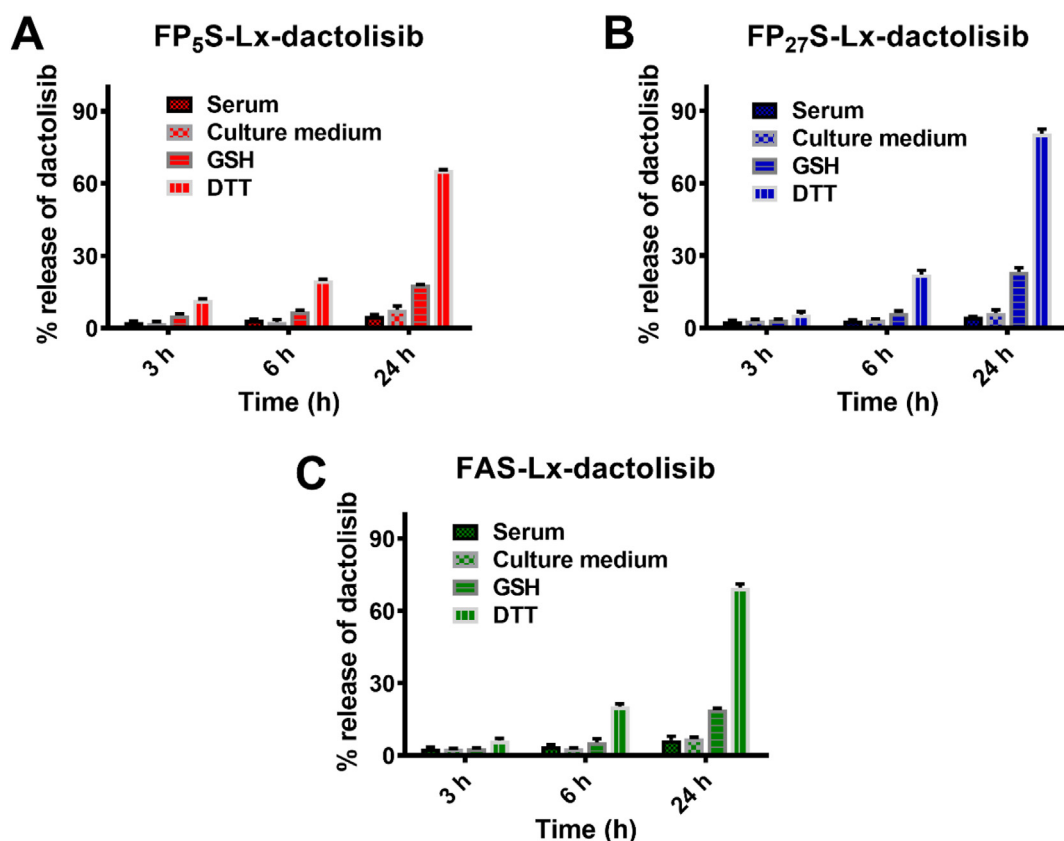 A
FP₅S-Lx-dactolisib
% release of dactolisib
90
60
30
0
Serum
Culture medium
GSH
DTT
3 h
6 h
24 h
Time (h)
B
FP₂₇S-Lx-dactolisib
% release of dactolisib
90
60
30
0
Serum
Culture medium
GSH
DTT
3 h
6 h
24 h
Time (h)
C
FAS-Lx-dactolisib
% release of dactolisib
90
60
30
0
Serum
Culture medium
GSH
DTT
3 h
6 h
24 h
Time (h)